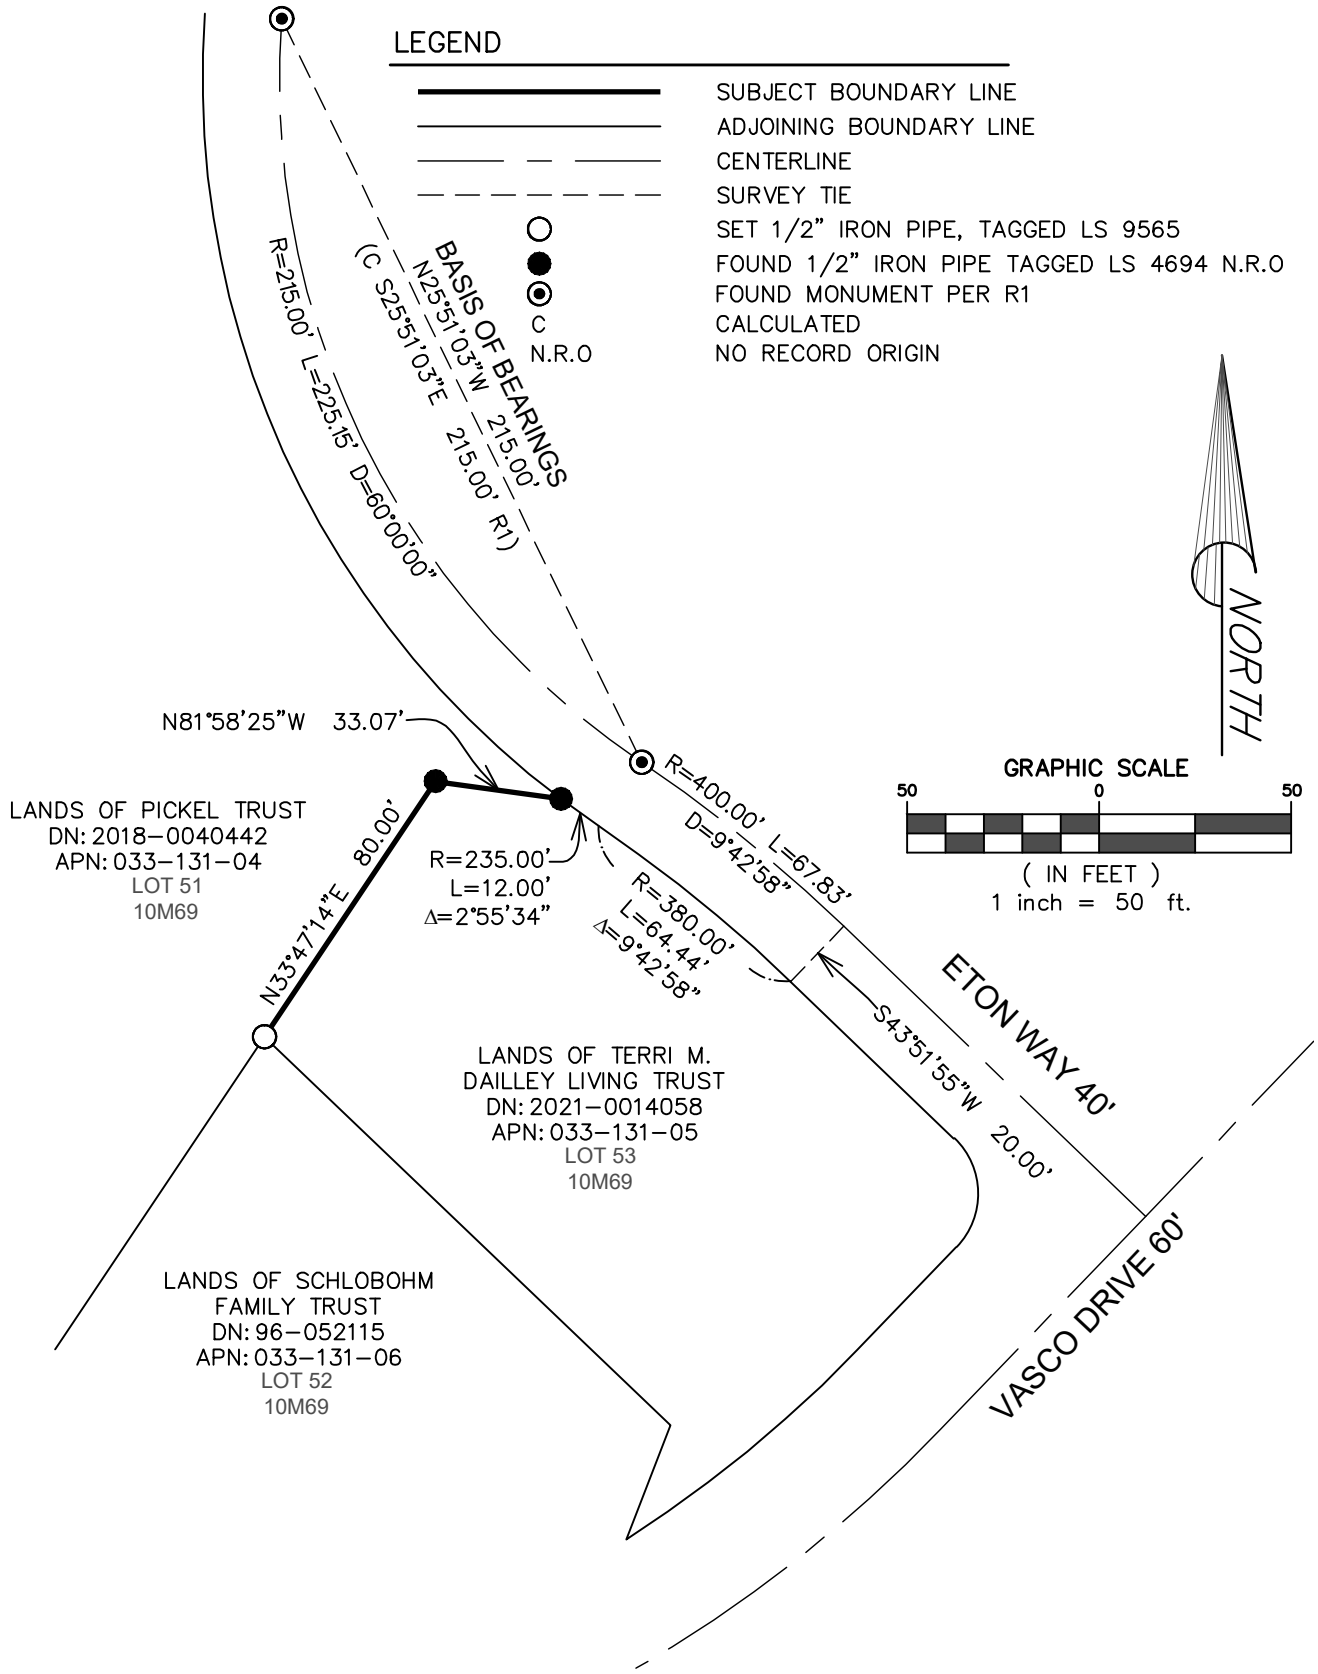 LEGEND
SUBJECT BOUNDARY LINE
ADJOINING BOUNDARY LINE
CENTERLINE
SURVEY TIE
SET 1/2" IRON PIPE, TAGGED LS 9565
FOUND 1/2" IRON PIPE TAGGED LS 4694 N.R.O
FOUND MONUMENT PER R1
C CALCULATED
N.R.O NO RECORD ORIGIN
BASIS OF BEARINGS
N25°51'03"W 215.00'
(C S25°51'03"E 215.00' R1)
R=215.00' L=225.15' D=60°00'00"
NORTH
N81°58'25"W 33.07'
GRAPHIC SCALE
50 0 50
( IN FEET )
1 inch = 50 ft.
LANDS OF PICKEL TRUST
DN: 2018-0040442
APN: 033-131-04
LOT 51
10M69
N33°47'14"E 80.00'
R=235.00'
L=12.00'
Δ=2°55'34"
R=400.00' L=67.83'
D=9°42'58"
R=380.00'
L=64.44'
Δ=9°42'58"
ETON WAY 40'
S43°51'55"W 20.00'
LANDS OF TERRI M.
DAILLEY LIVING TRUST
DN: 2021-0014058
APN: 033-131-05
LOT 53
10M69
VASCO DRIVE 60'
LANDS OF SCHLOBOHM
FAMILY TRUST
DN: 96-052115
APN: 033-131-06
LOT 52
10M69